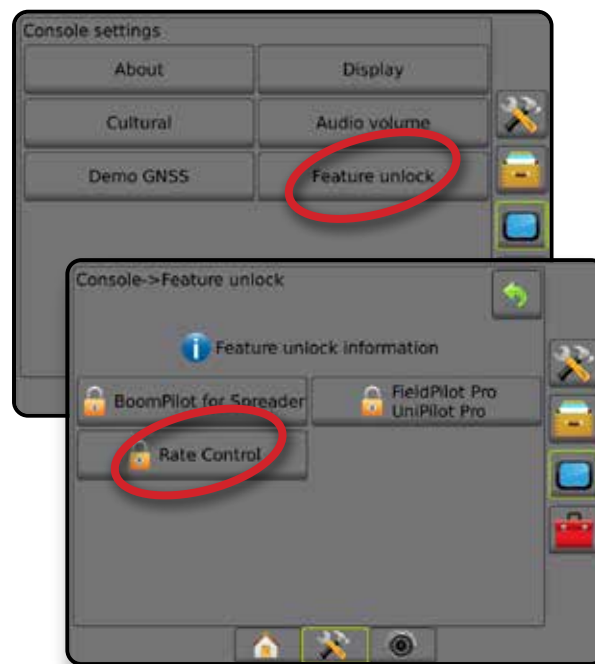 Console settings
About
Display
Cultural
Audio volume
Demo GNSS
Feature unlock
Console->Feature unlock
Feature unlock information
BoomPilot for Spreader
FieldPilot Pro
UniPilot Pro
Rate Control